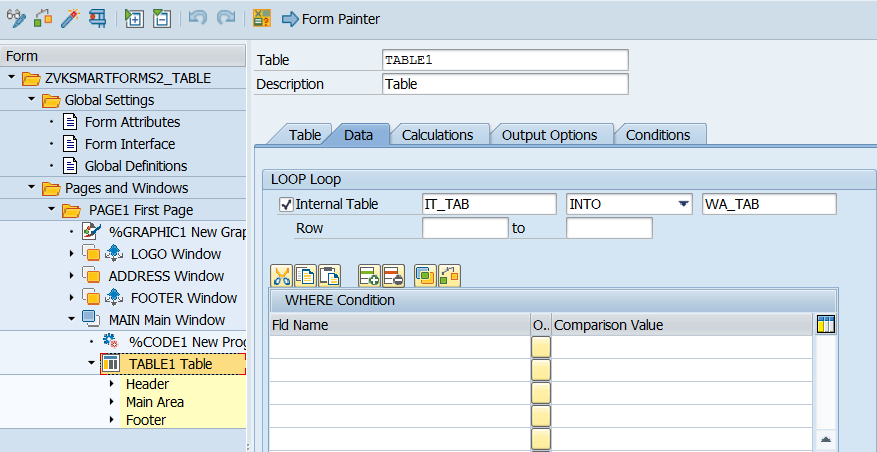 Form Painter
Form
ZVKSMARTFORMS2_TABLE
Global Settings
Form Attributes
Form Interface
Global Definitions
Pages and Windows
PAGE1 First Page
%GRAPHIC1 New Grap
LOGO Window
ADDRESS Window
FOOTER Window
MAIN Main Window
%CODE1 New Prog
TABLE1 Table
Header
Main Area
Footer
Table TABLE1
Description Table
Table Data Calculations Output Options Conditions
LOOP Loop
Internal Table IT_TAB INTO WA_TAB
Row to
WHERE Condition
Fld Name O.. Comparison Value